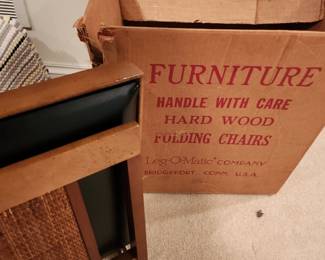 FURNITURE
HANDLE WITH CARE
HARD WOOD
FOLDING CHAIRS
Leg-O-Matic COMPANY
BRIDGEPORT, CONN. U.S.A.